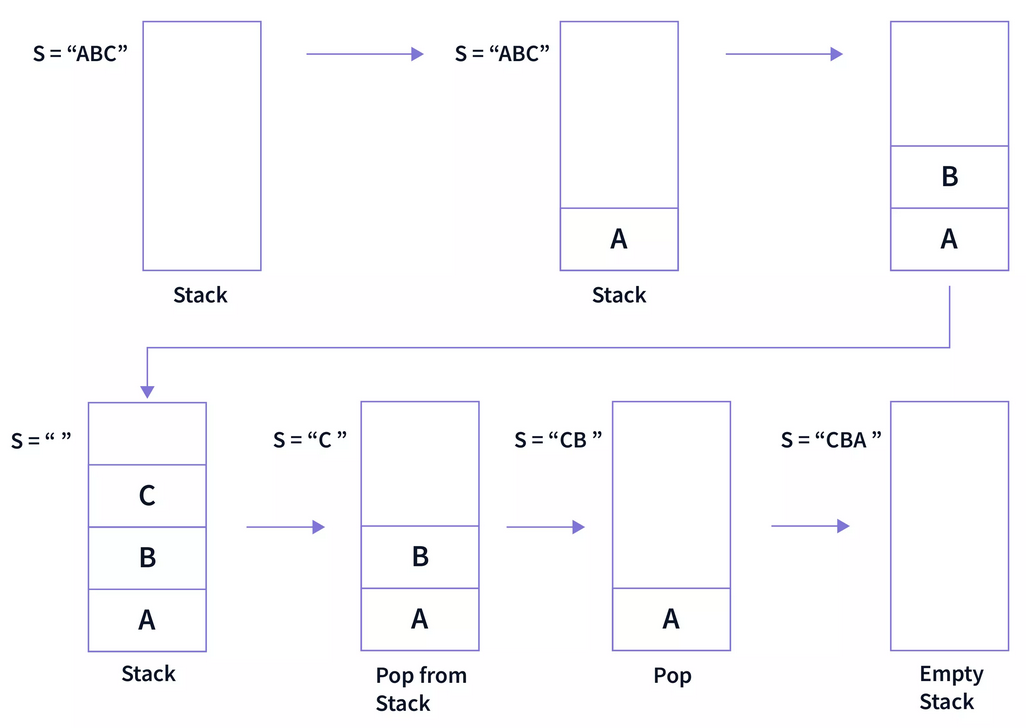 S = “ABC”
S = “ABC”
B
A
A
Stack
Stack
S = “ ”
S = “C ”
S = “CB ”
S = “CBA ”
C
B
B
A
A
A
Stack
Pop from
Stack
Pop
Empty
Stack